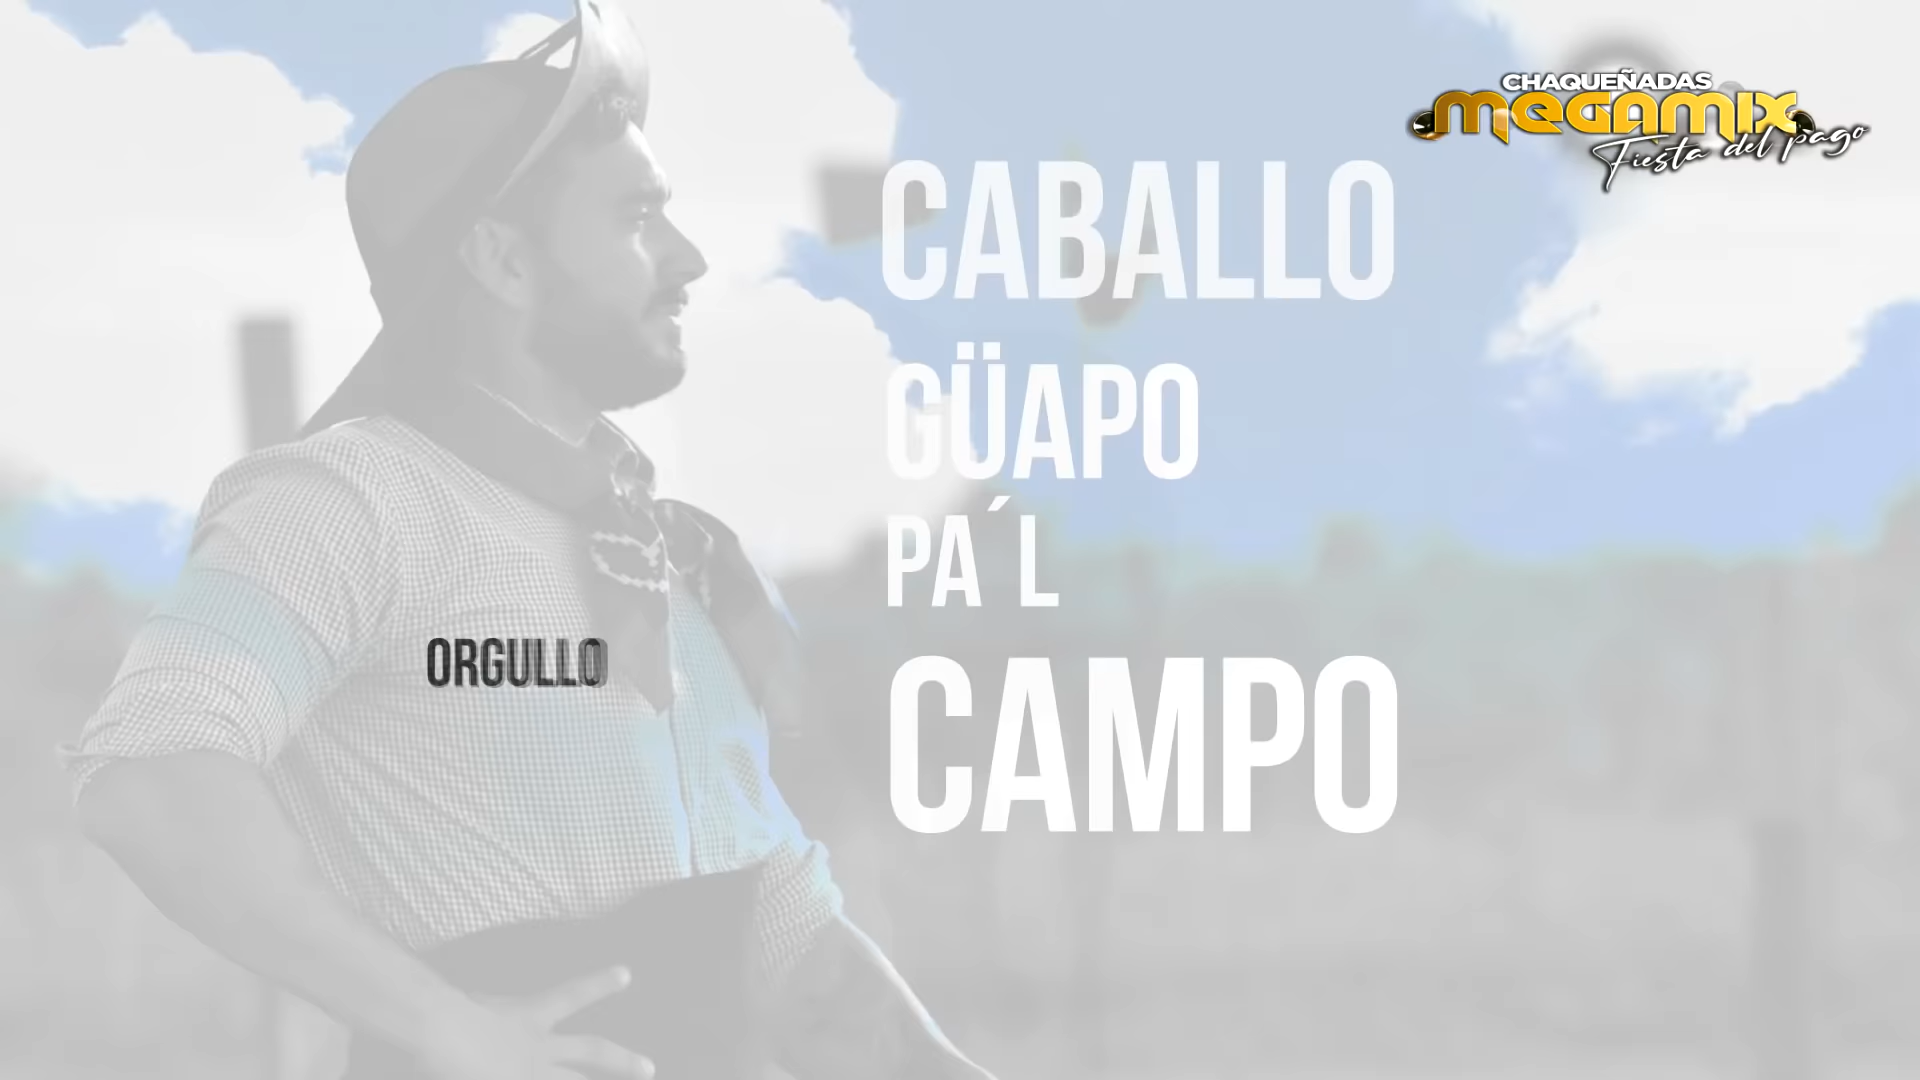 CHAQUEÑADAS
MEGAMIX
Fiesta del pago
CABALLO
GÜAPO
PA´L
CAMPO
ORGULLO